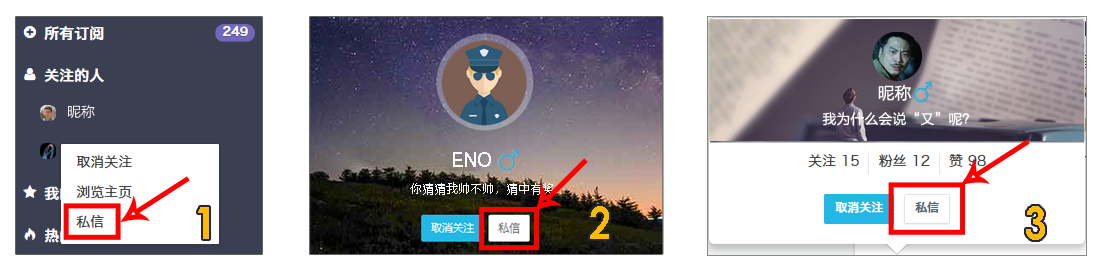 所有订阅 249
关注的人
昵称
取消关注
浏览主页
私信
1
ENO
你猜猜我帅不帅，猜中有奖
取消关注 私信
2
昵称
我为什么会说“又”呢?
关注 15 粉丝 12 赞 98
取消关注 私信
3